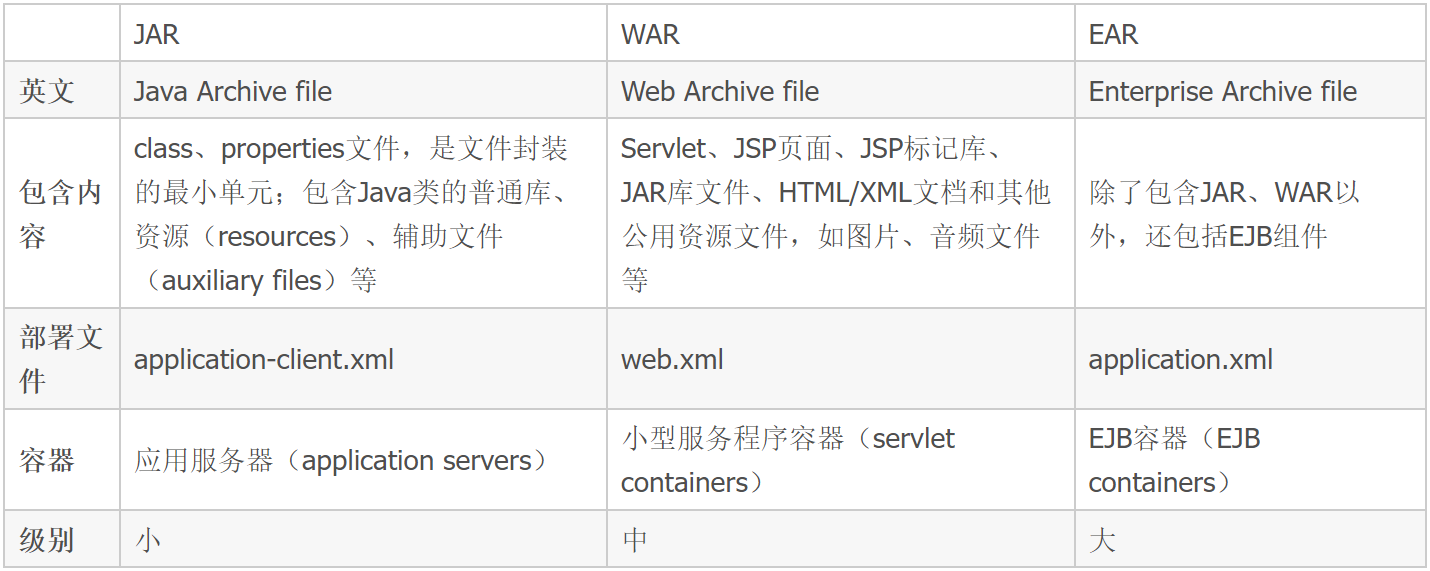 JAR
WAR
EAR
英文
Java Archive file
Web Archive file
Enterprise Archive file
包含内
容
class、properties文件，是文件封装
的最小单元；包含Java类的普通库、
资源（resources）、辅助文件
（auxiliary files）等
Servlet、JSP页面、JSP标记库、
JAR库文件、HTML/XML文档和其他
公用资源文件，如图片、音频文件
等
除了包含JAR、WAR以
外，还包括EJB组件
部署文
件
application-client.xml
web.xml
application.xml
容器
应用服务器（application servers）
小型服务程序容器（servlet
containers）
EJB容器（EJB
containers）
级别
小
中
大